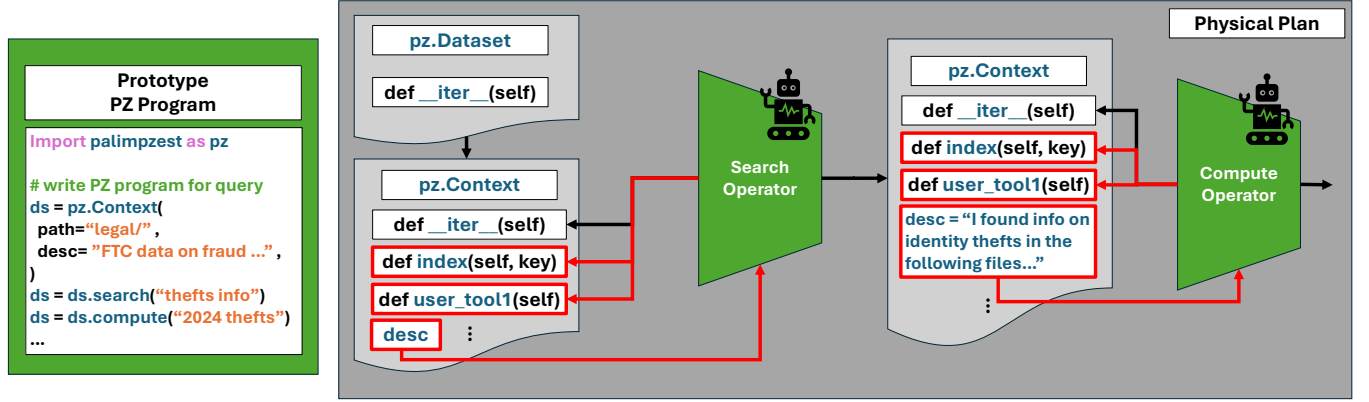 Prototype
PZ Program
Import palimpzest as pz
# write PZ program for query
ds = pz.Context(
path=“legal/” ,
desc= ”FTC data on fraud ...” ,
)
ds = ds.search(“thefts info”)
ds = ds.compute(“2024 thefts”)
...
Physical Plan
pz.Dataset
def __iter__(self)
pz.Context
def __iter__(self)
def index(self, key)
def user_tool1(self)
desc
...
Search
Operator
pz.Context
def __iter__(self)
def index(self, key)
def user_tool1(self)
desc = “I found info on
identity thefts in the
following files...”
...
Compute
Operator